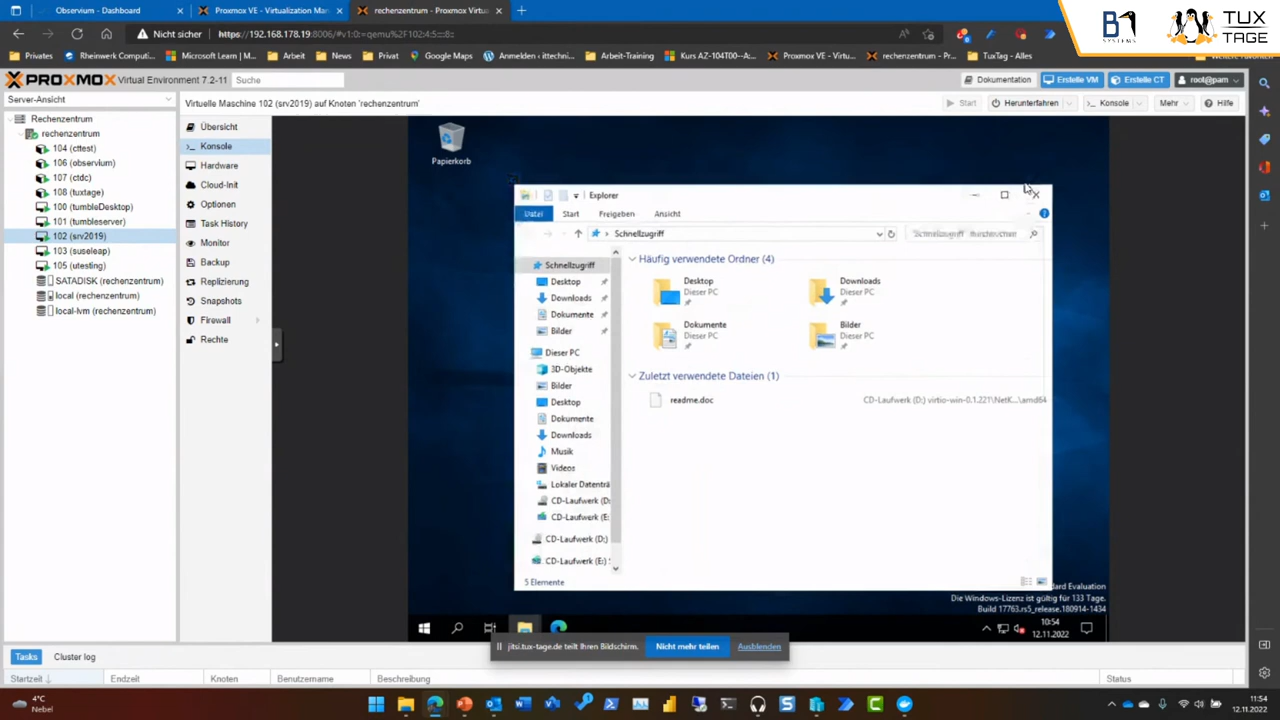 Observium - Dashboard
Proxmox VE - Virtualization Man
rechenzentrum - Proxmox Virtu
Nicht sicher
https://192.168.178.19:8006/#v1:0:=qemu%2F102:4:5:::8::
Privates
Rheinwerk Computi
Microsoft Learn | M...
Arbeit
News
Privat
Google Maps
Anmelden ‹ ittechni...
Arbeit-Training
Kurs AZ-104T00--A...
Proxmox VE - Virtu...
rechenzentrum - Pr...
TuxTag - Alles
B1
SYSTEMS
TUX
TAGE
PROXMOX Virtual Environment 7.2-11
Suche
Dokumentation
Erstelle VM
Erstelle CT
root@pam
Server-Ansicht
Virtuelle Maschine 102 (srv2019) auf Knoten 'rechenzentrum'
Start
Herunterfahren
Konsole
Mehr
Hilfe
Rechenzentrum
rechenzentrum
104 (cttest)
106 (observium)
107 (ctdc)
108 (tuxtage)
100 (tumbleDesktop)
101 (tumbleserver)
102 (srv2019)
103 (suseleap)
105 (utesting)
SATADISK (rechenzentrum)
local (rechenzentrum)
local-lvm (rechenzentrum)
Übersicht
Konsole
Hardware
Cloud-Init
Optionen
Task History
Monitor
Backup
Replizierung
Snapshots
Firewall
Rechte
Papierkorb
Explorer
Datei
Start
Freigeben
Ansicht
Schnellzugriff
Schnellzugriff
Schnellzugriff
Desktop
Downloads
Dokumente
Bilder
Dieser PC
3D-Objekte
Bilder
Desktop
Dokumente
Downloads
Musik
Videos
Lokaler Datenträ
CD-Laufwerk (D:
CD-Laufwerk (E:
CD-Laufwerk (D:)
CD-Laufwerk (E:) S
Häufig verwendete Ordner (4)
Desktop
Dieser PC
Downloads
Dieser PC
Dokumente
Dieser PC
Bilder
Dieser PC
Zuletzt verwendete Dateien (1)
readme.doc
CD-Laufwerk (D:) virtio-win-0.1.221\NetK...\amd64
5 Elemente
dard Evaluation
Die Windows-Lizenz ist gültig für 133 Tage.
Build 17763.rs5_release.180914-1434
10:54
12.11.2022
jitsi.tux-tage.de teilt Ihren Bildschirm.
Nicht mehr teilen
Ausblenden
Tasks
Cluster log
Startzeit
Endzeit
Knoten
Benutzername
Beschreibung
Status
4°C
Nebel
11:54
12.11.2022